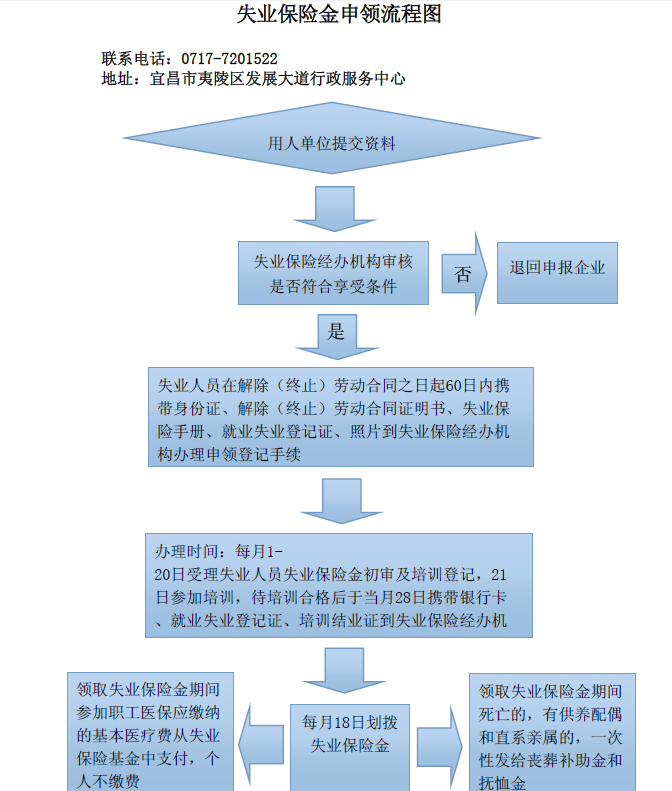 失业保险金申领流程图
联系电话：0717-7201522
地址：宜昌市夷陵区发展大道行政服务中心
用人单位提交资料
失业保险经办机构审核
是否符合享受条件
否
退回申报企业
是
失业人员在解除（终止）劳动合同之日起60日内携
带身份证、解除（终止）劳动合同证明书、失业保
险手册、就业失业登记证、照片到失业保险经办机
构办理申领登记手续
办理时间：每月1-
20日受理失业人员失业保险金初审及培训登记，21
日参加培训，待培训合格后于当月28日携带银行卡
、就业失业登记证、培训结业证到失业保险经办机
领取失业保险金期间
参加职工医保应缴纳
的基本医疗费从失业
保险基金中支付，个
人不缴费
每月18日划拨
失业保险金
领取失业保险金期间
死亡的，有供养配偶
和直系亲属的，一次
性发给丧葬补助金和
抚恤金